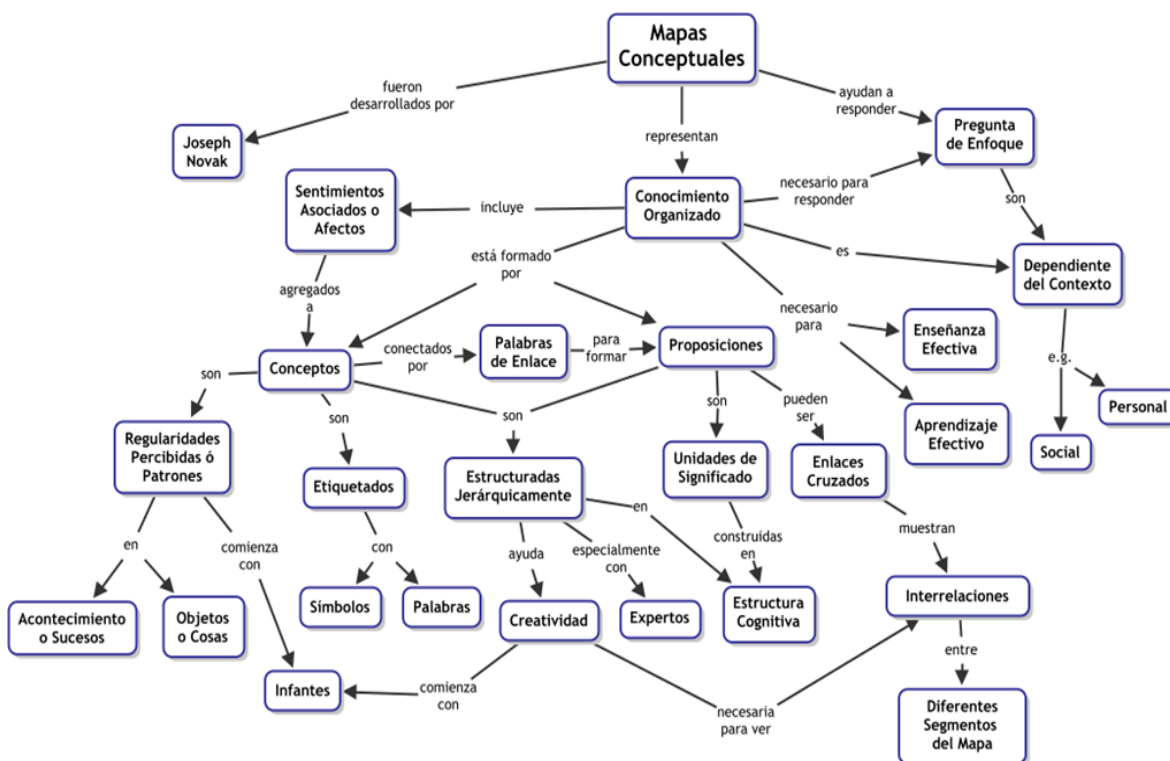 Mapas
Conceptuales
fueron
desarrollados por
ayudan a
responder
Joseph
Novak
representan
Pregunta
de Enfoque
Sentimientos
Asociados o
Afectos
incluye
Conocimiento
Organizado
necesario para
responder
son
está formado
por
es
Dependiente
del Contexto
agregados
a
necesario
para
Enseñanza
Efectiva
Conceptos
conectados
por
Palabras
de Enlace
para
formar
Proposiciones
e.g.
son
son
son
son
pueden
ser
Aprendizaje
Efectivo
Personal
Social
Regularidades
Percibidas ó
Patrones
Etiquetados
Estructuradas
Jerárquicamente
Unidades de
Significado
Enlaces
Cruzados
en
comienza
con
con
ayuda
especialmente
con
en
construidas
en
muestran
Acontecimiento
o Sucesos
Objetos
o Cosas
Símbolos
Palabras
Creatividad
Expertos
Estructura
Cognitiva
Interrelaciones
Infantes
comienza
con
necesaria
para ver
entre
Diferentes
Segmentos
del Mapa